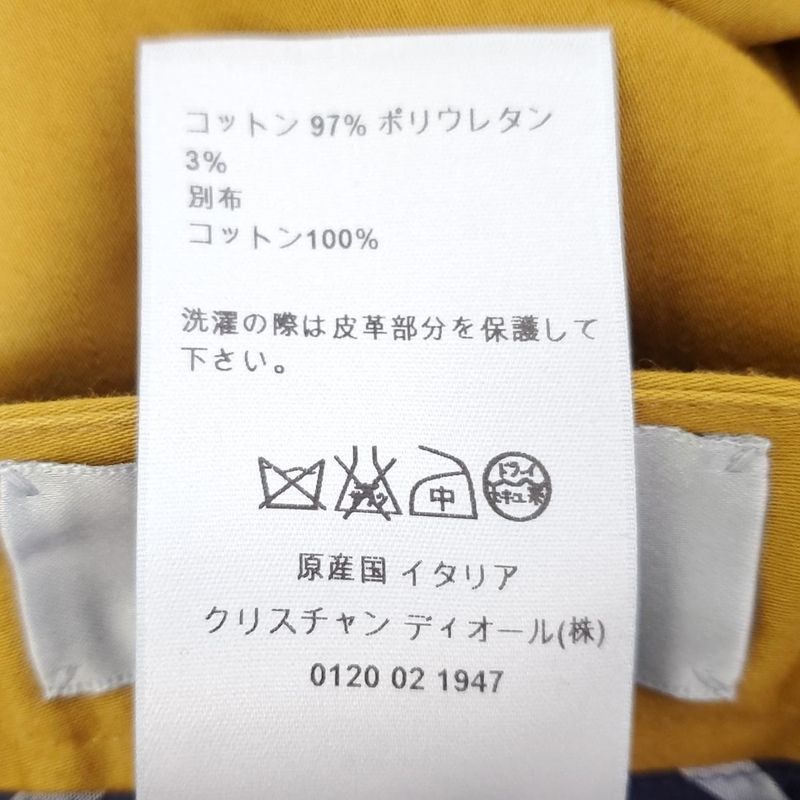 コットン 97% ポリウレタン
3%
別布
コットン100%
洗濯の際は皮革部分を保護して
下さい。
中
ドライ
原産国 イタリア
クリスチャン ディオール(株)
0120 02 1947